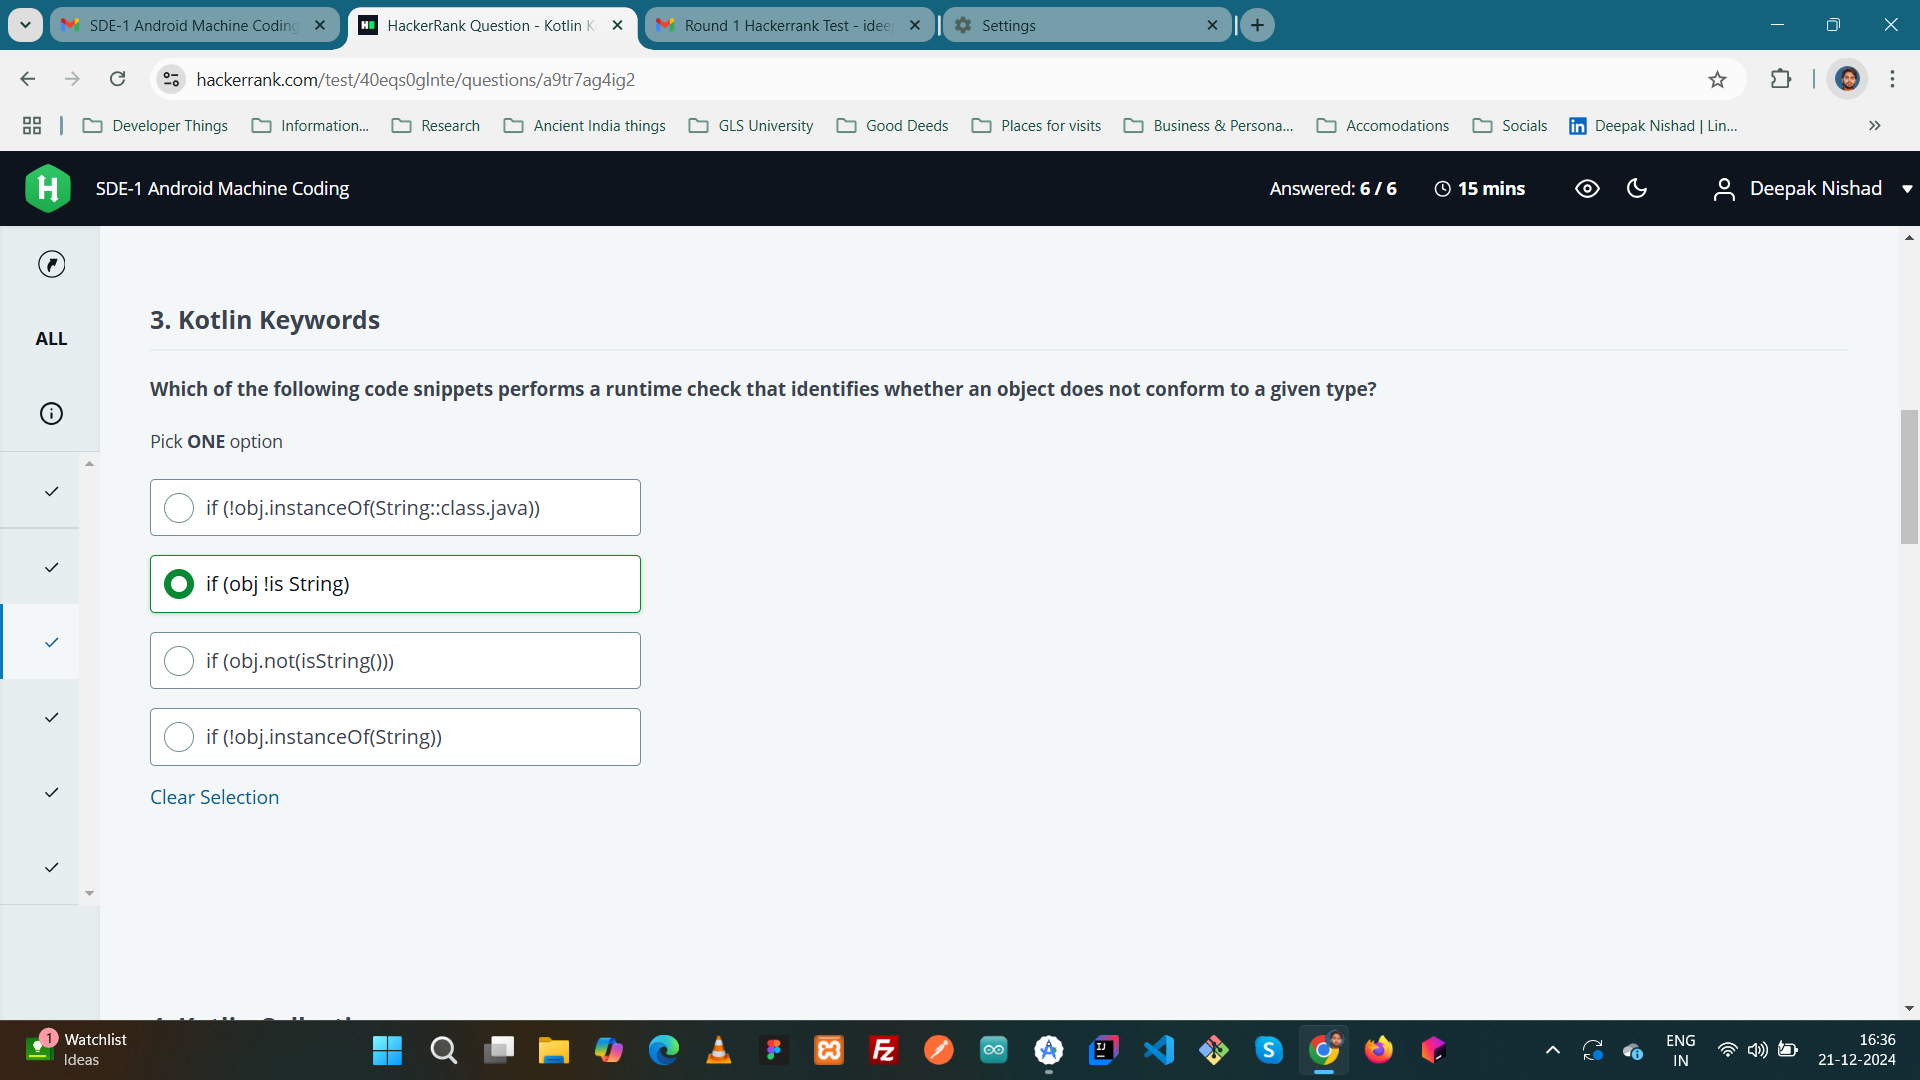 SDE-1 Android Machine Coding
HackerRank Question - Kotlin K
Round 1 Hackerrank Test - idee
Settings
hackerrank.com/test/40eqs0glnte/questions/a9tr7ag4ig2
Developer Things
Information...
Research
Ancient India things
GLS University
Good Deeds
Places for visits
Business & Persona...
Accomodations
Socials
Deepak Nishad | Lin...
SDE-1 Android Machine Coding
Answered: 6 / 6
15 mins
Deepak Nishad
ALL
3. Kotlin Keywords
Which of the following code snippets performs a runtime check that identifies whether an object does not conform to a given type?
Pick ONE option
if (!obj.instanceOf(String::class.java))
if (obj !is String)
if (obj.not(isString()))
if (!obj.instanceOf(String))
Clear Selection
1
Watchlist
Ideas
ENG
IN
16:36
21-12-2024